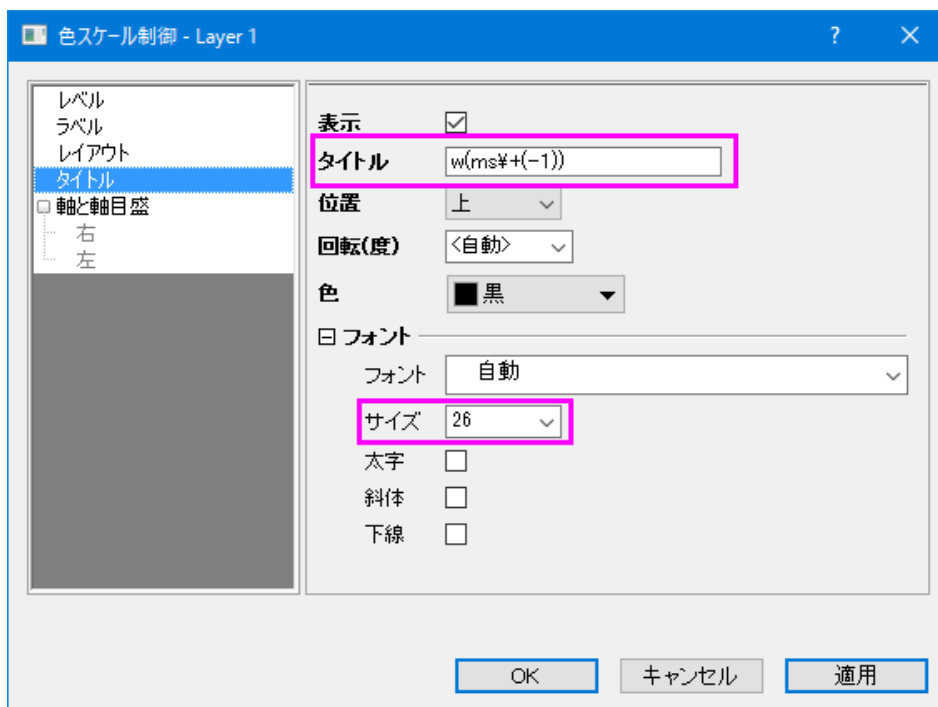 色スケール制御 - Layer 1
レベル
ラベル
レイアウト
タイトル
軸と軸目盛
右
左
表示
タイトル w(ms¥+(-1))
位置 上
回転(度) <自動>
色 黒
フォント
フォント 自動
サイズ 26
太字
斜体
下線
OK キャンセル 適用